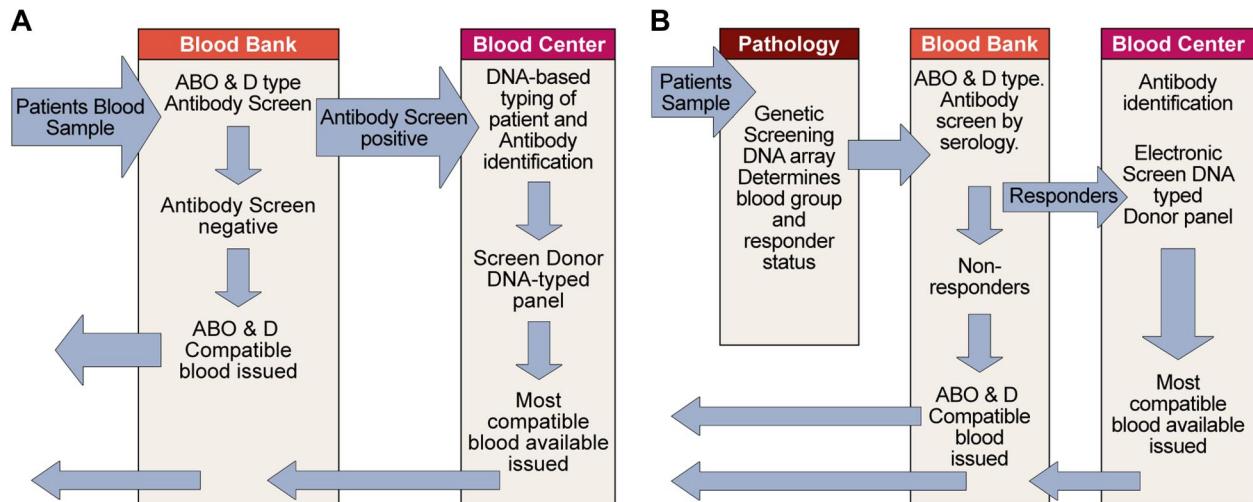 A
Blood Bank
Blood Center
Patients Blood
Sample
ABO & D type
Antibody Screen
Antibody Screen
negative
ABO & D
Compatible
blood issued
Antibody Screen
positive
DNA-based
typing of
patient and
Antibody
identification
Screen Donor
DNA-typed
panel
Most
compatible
blood available
issued
B
Pathology
Blood Bank
Blood Center
Patients
Sample
Genetic
Screening
DNA array
Determines
blood group
and
responder
status
ABO & D type.
Antibody
screen by
serology.
Non-
responders
ABO & D
Compatible
blood
issued
Responders
Antibody
identification
Electronic
Screen DNA
typed
Donor panel
Most
compatible
blood available
issued